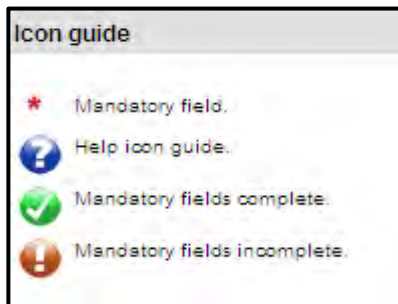 Icon guide
* Mandatory field.
? Help icon guide.
Mandatory fields complete.
! Mandatory fields incomplete.